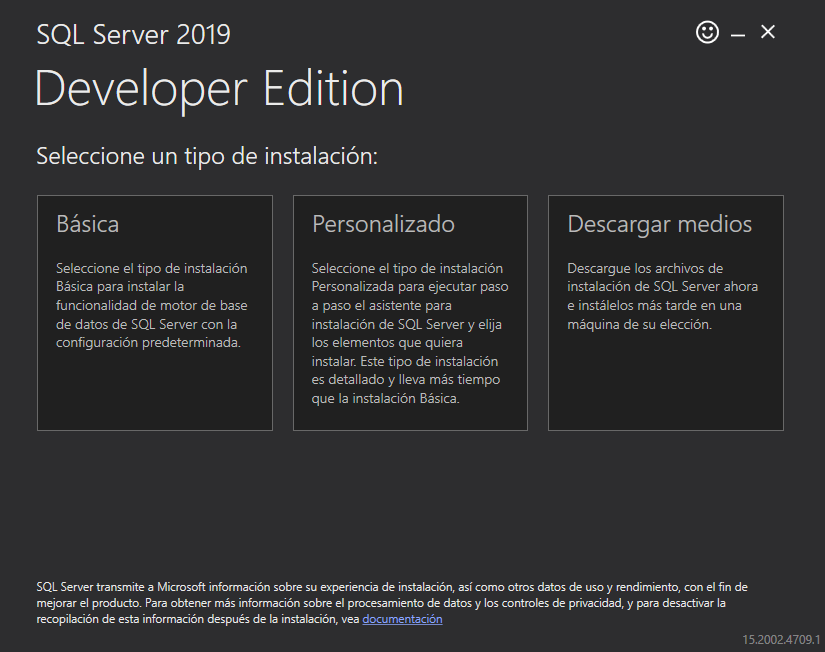 SQL Server 2019
Developer Edition
Seleccione un tipo de instalación:
Básica
Seleccione el tipo de instalación
Básica para instalar la
funcionalidad de motor de base
de datos de SQL Server con la
configuración predeterminada.
Personalizado
Seleccione el tipo de instalación
Personalizada para ejecutar paso
a paso el asistente para
instalación de SQL Server y elija
los elementos que quiera
instalar. Este tipo de instalación
es detallado y lleva más tiempo
que la instalación Básica.
Descargar medios
Descargue los archivos de
instalación de SQL Server ahora
e instálelos más tarde en una
máquina de su elección.
SQL Server transmite a Microsoft información sobre su experiencia de instalación, así como otros datos de uso y rendimiento, con el fin de
mejorar el producto. Para obtener más información sobre el procesamiento de datos y los controles de privacidad, y para desactivar la
recopilación de esta información después de la instalación, vea documentación
15.2002.4709.1